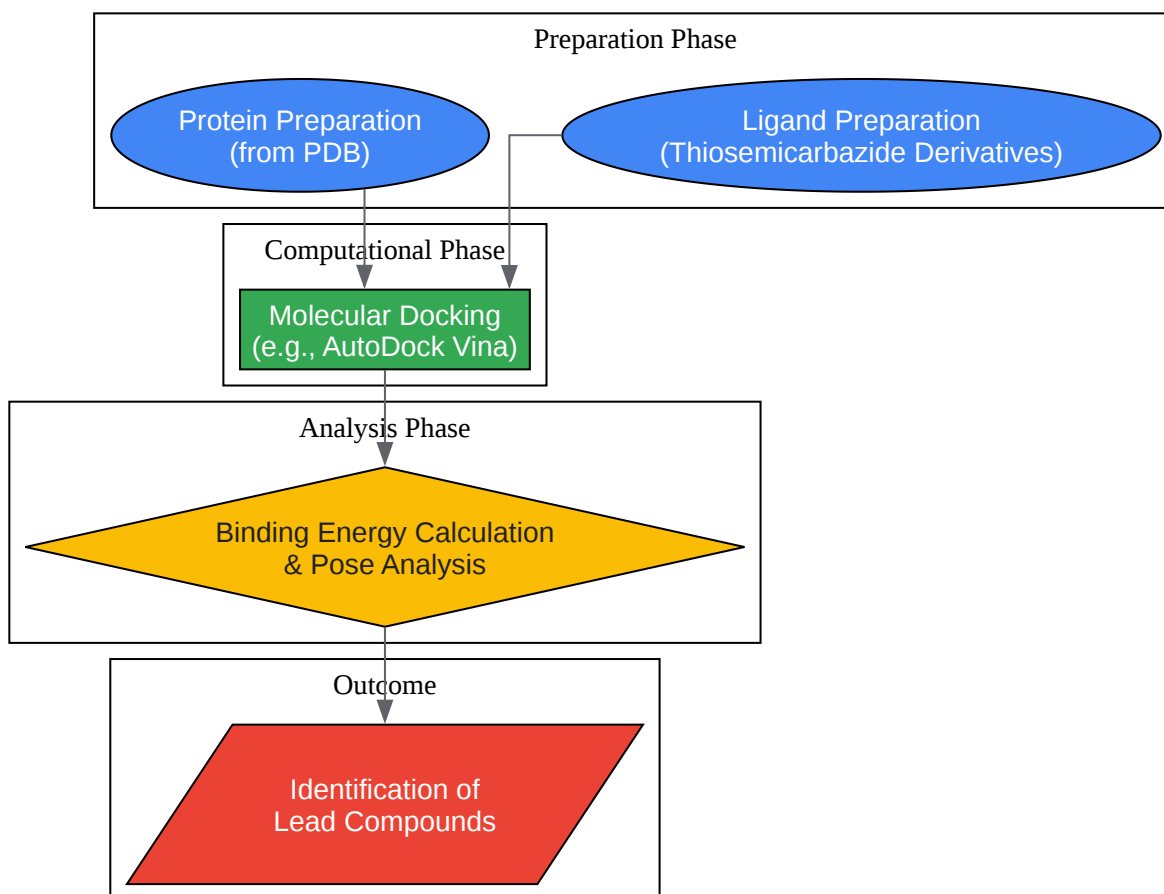 Preparation Phase
Protein Preparation
(from PDB)
Ligand Preparation
(Thiosemicarbazide Derivatives)
Computational Phase
Molecular Docking
(e.g., AutoDock Vina)
Analysis Phase
Binding Energy Calculation
& Pose Analysis
Outcome
Identification of
Lead Compounds